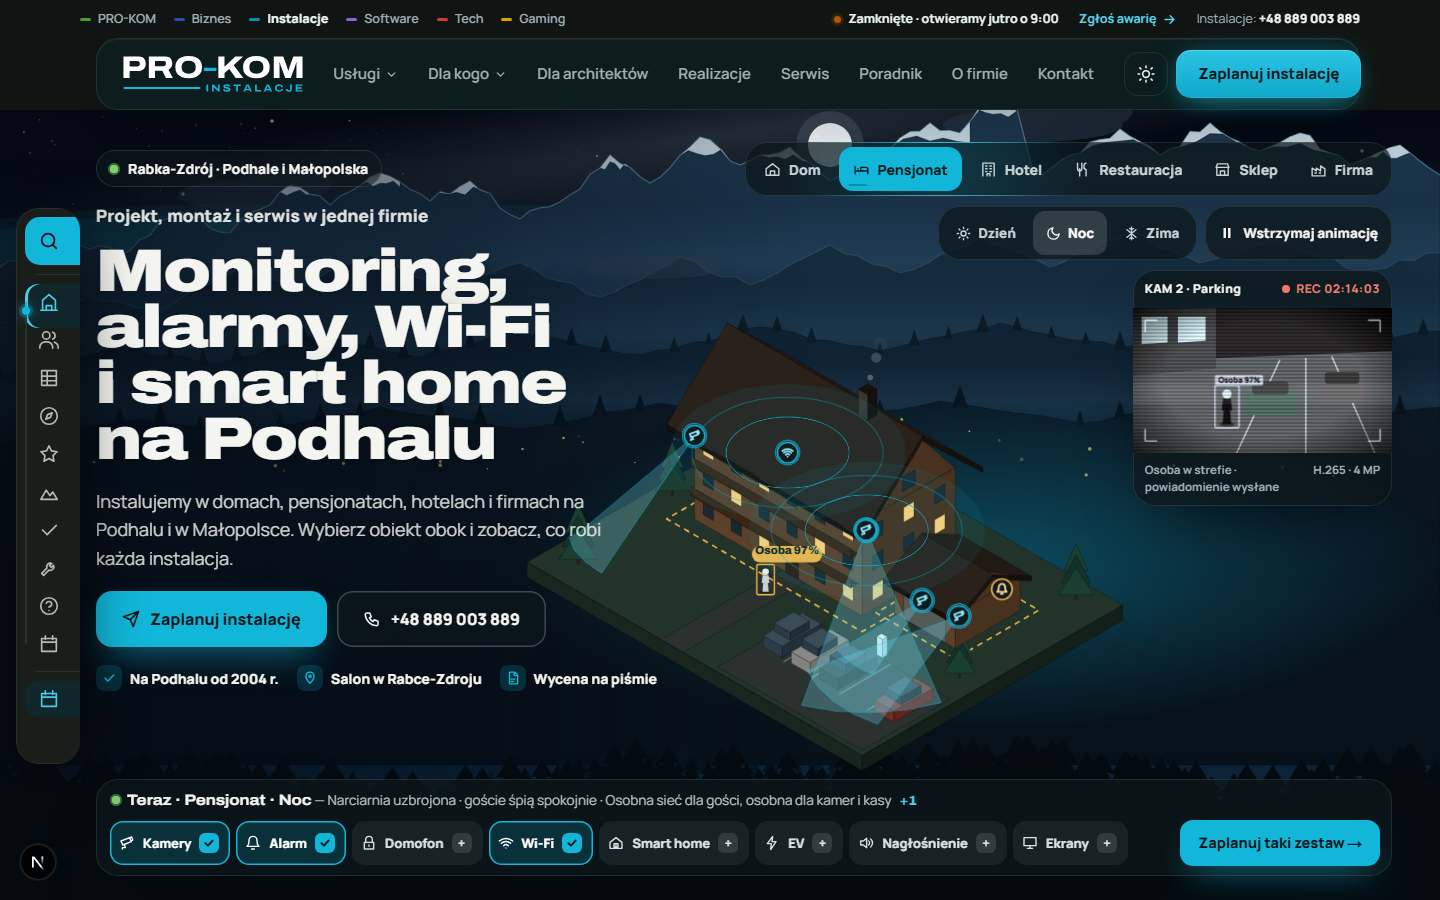 PRO-KOM
Biznes
Instalacje
Software
Tech
Gaming
Zamknięte · otwieramy jutro o 9:00
Zgłoś awarię →
Instalacje: +48 889 003 889
PRO-KOM
INSTALACJE
Usługi
Dla kogo
Dla architektów
Realizacje
Serwis
Poradnik
O firmie
Kontakt
Zaplanuj instalację
Rabka-Zdrój · Podhale i Małopolska
Dom
Pensjonat
Hotel
Restauracja
Sklep
Firma
Projekt, montaż i serwis w jednej firmie
Dzień
Noc
Zima
Wstrzymaj animację
Monitoring,
alarmy, Wi-Fi
i smart home
na Podhalu
KAM 2 · Parking
REC 02:14:03
Osoba 97%
Osoba w strefie ·
powiadomienie wysłane
H.265 · 4 MP
Instalujemy w domach, pensjonatach, hotelach i firmach na
Podhalu i w Małopolsce. Wybierz obiekt obok i zobacz, co robi
każda instalacja.
Osoba 97%
Zaplanuj instalację
+48 889 003 889
Na Podhalu od 2004 r.
Salon w Rabce-Zdroju
Wycena na piśmie
Teraz · Pensjonat · Noc — Narciarnia uzbrojona · goście śpią spokojnie · Osobna sieć dla gości, osobna dla kamer i kasy +1
Kamery
Alarm
Domofon +
Wi-Fi
Smart home +
EV +
Nagłośnienie +
Ekrany +
Zaplanuj taki zestaw →
N